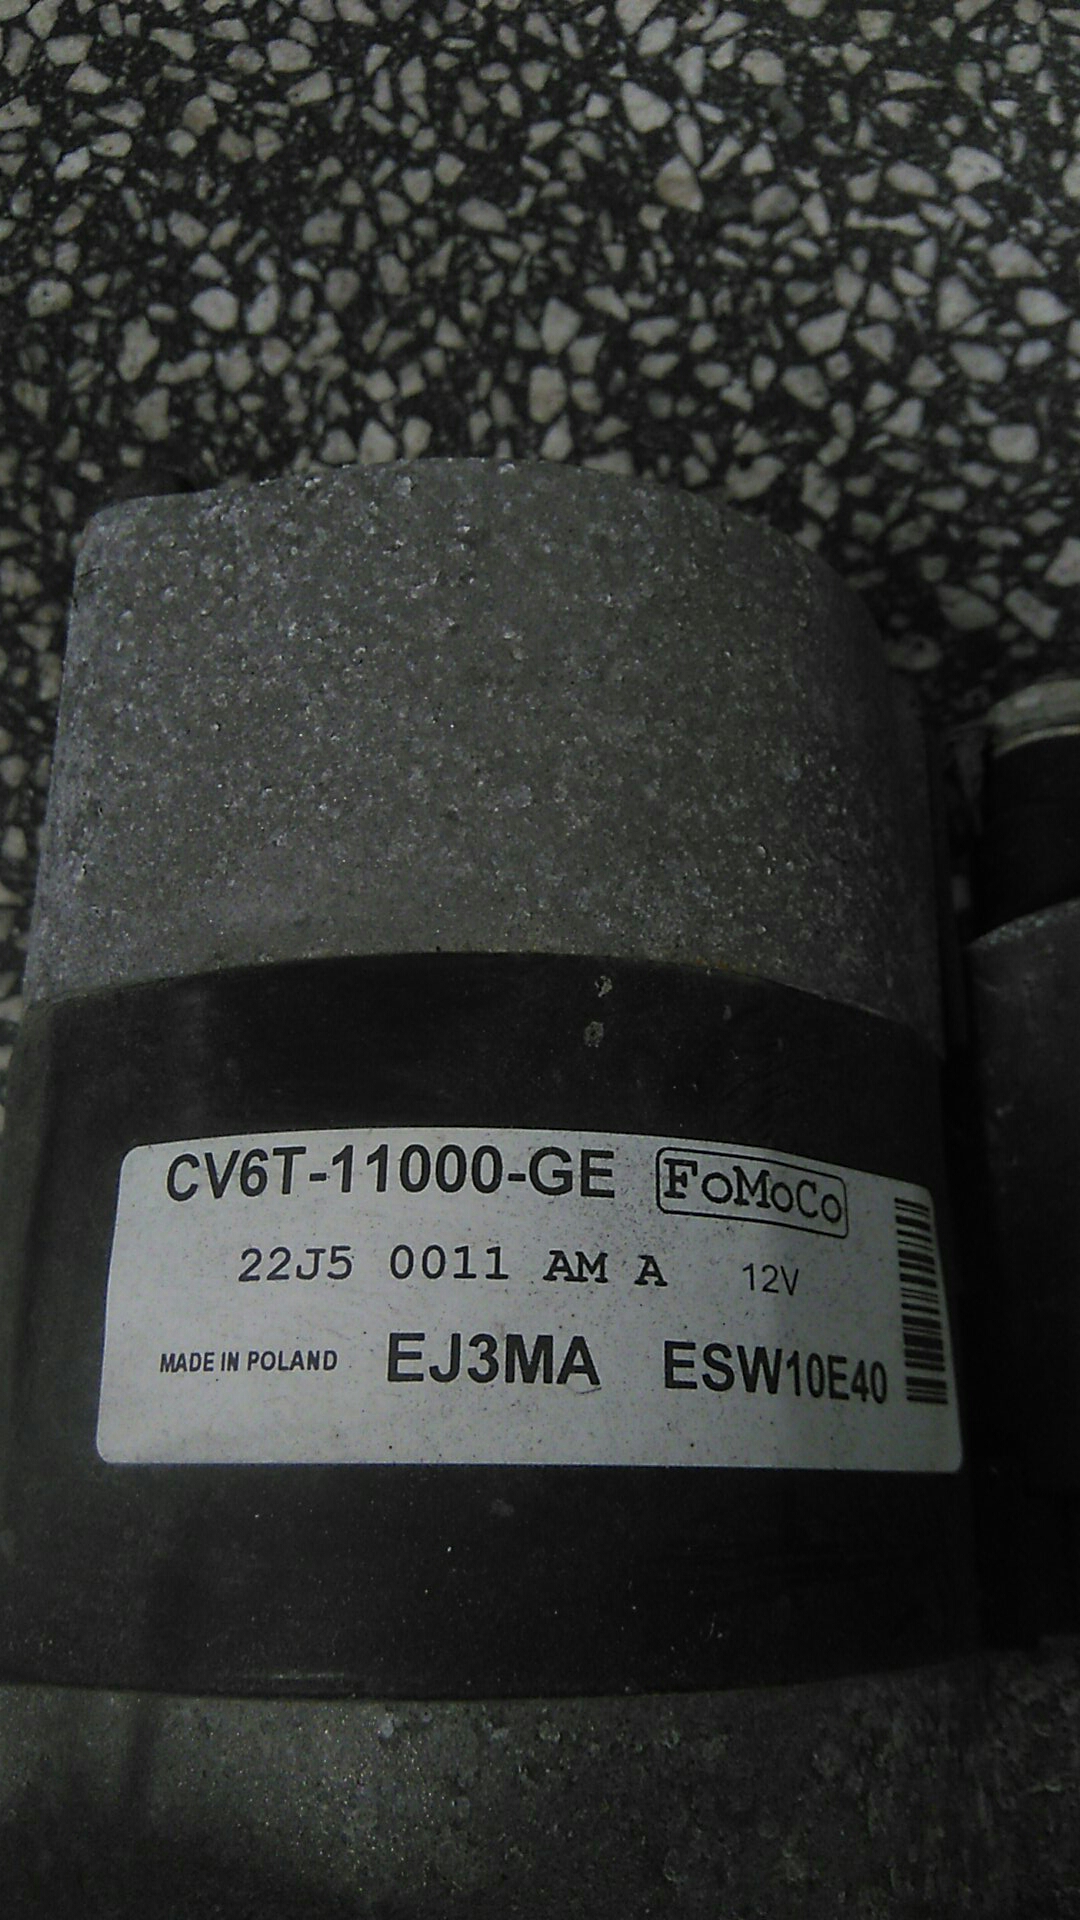 CV6T-11000-GE FoMoCo
22J5 0011 AM A 12V
MADE IN POLAND EJ3MA ESW10E40